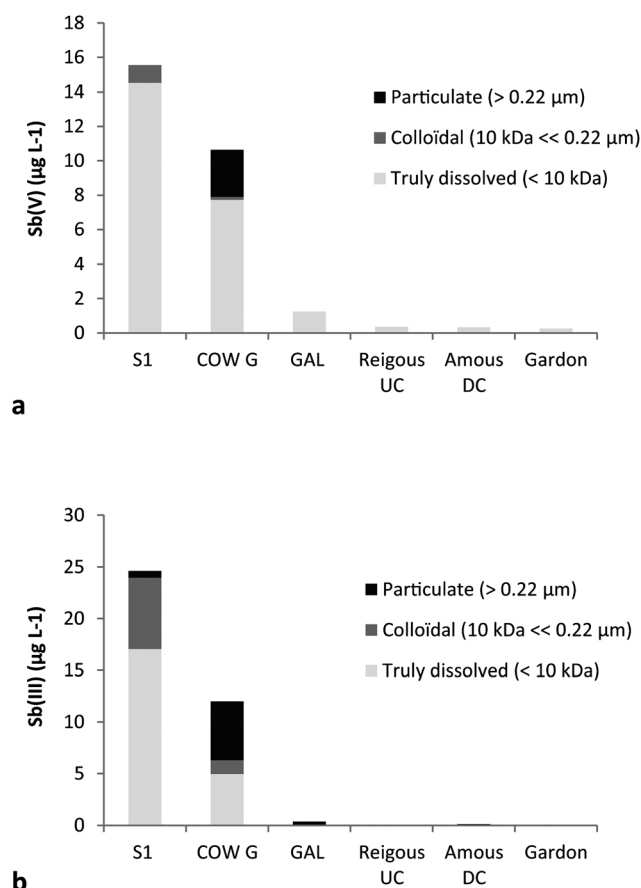 18
16
14
12
10
8
6
4
2
0
Sb(V) (µg L-1)
Particulate (> 0.22 µm)
Colloïdal (10 kDa << 0.22 µm)
Truly dissolved (< 10 kDa)
S1 COW G GAL Reigous Amous Gardon
UC DC
a
30
25
20
15
10
5
0
Sb(III) (µg L-1)
Particulate (> 0.22 µm)
Colloïdal (10 kDa << 0.22 µm)
Truly dissolved (< 10 kDa)
S1 COW G GAL Reigous Amous Gardon
UC DC
b